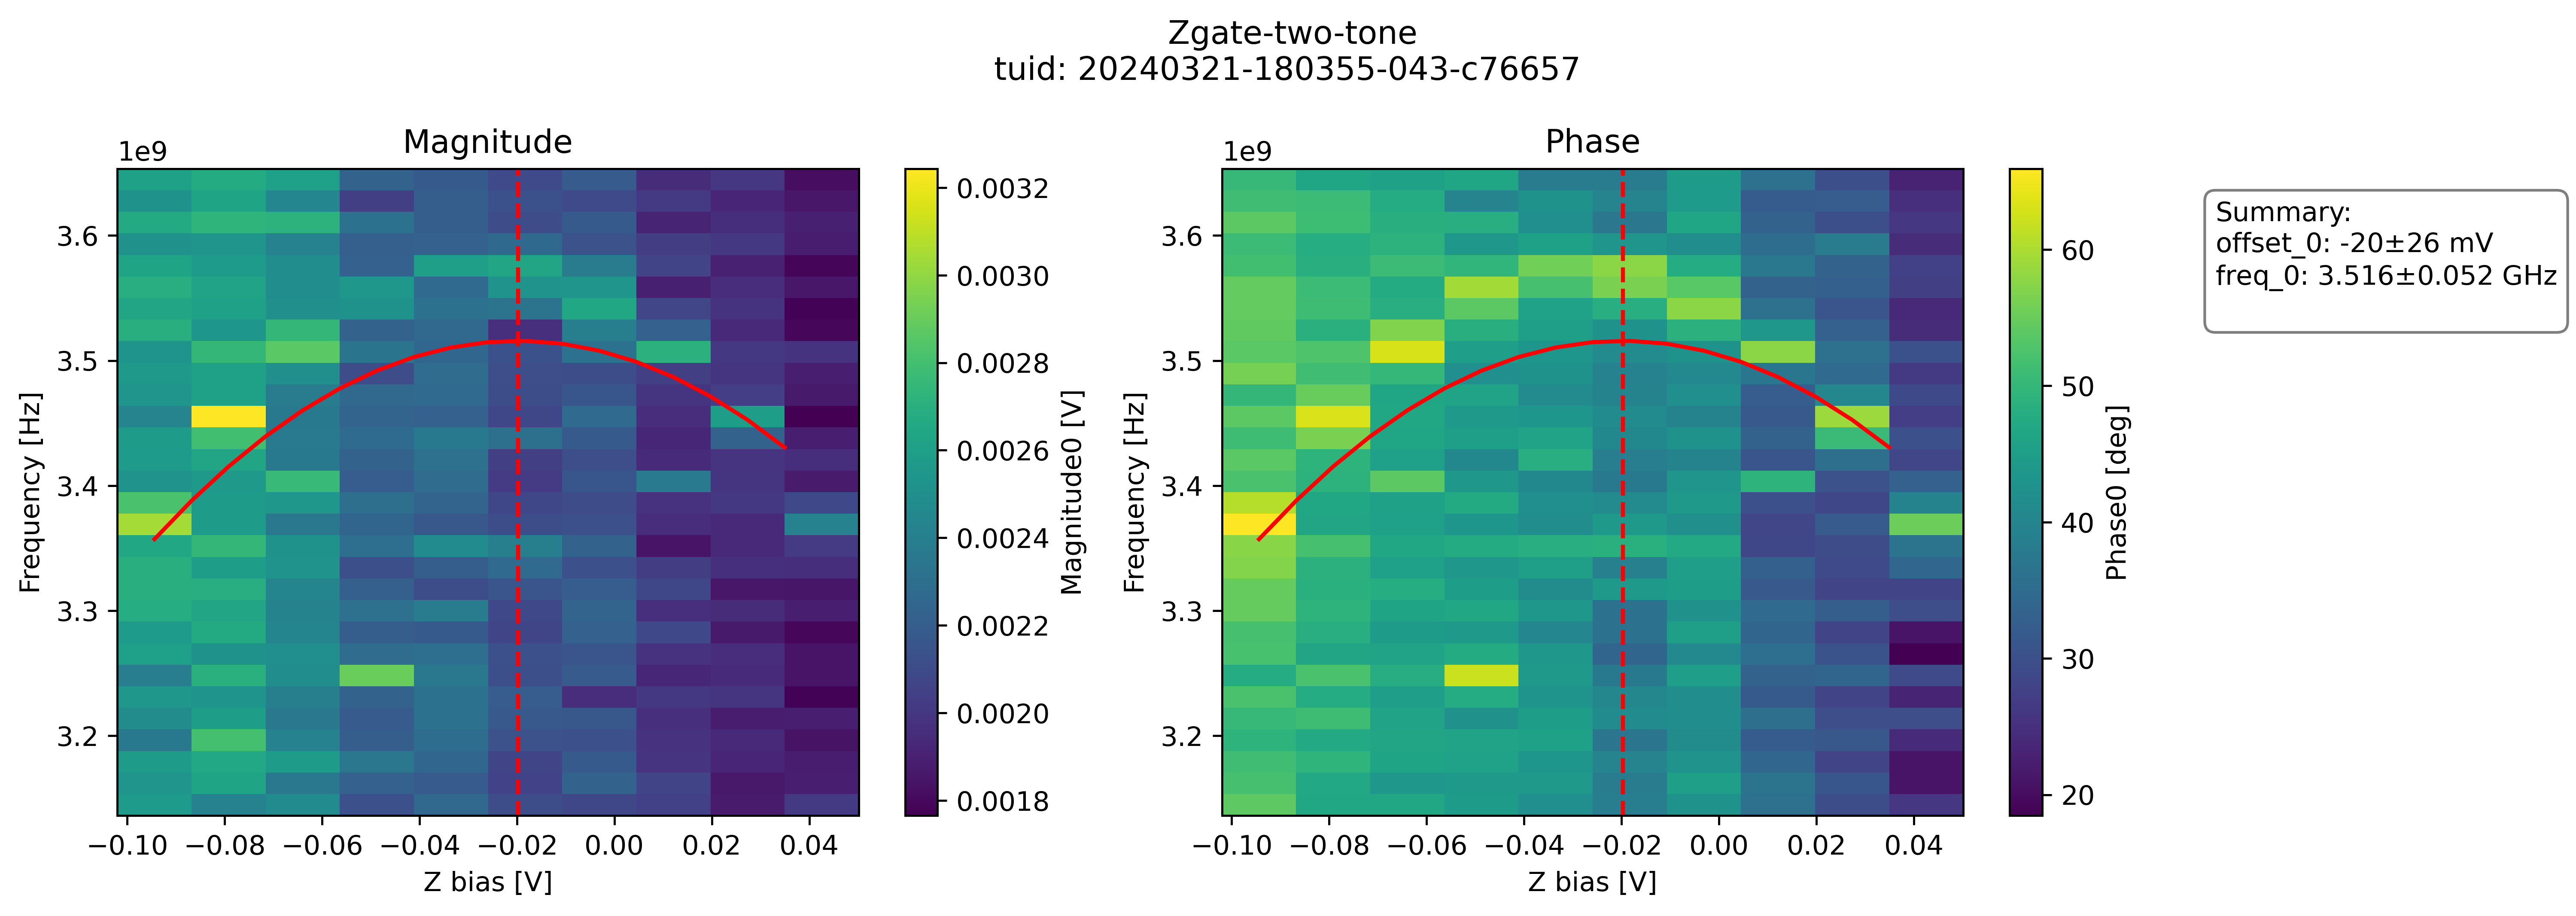 Zgate-two-tone
tuid: 20240321-180355-043-c76657
Magnitude
1e9
3.6
3.5
3.4
3.3
3.2
Frequency [Hz]
−0.10 −0.08 −0.06 −0.04 −0.02 0.00 0.02 0.04
Z bias [V]
0.0032
0.0030
0.0028
0.0026
0.0024
0.0022
0.0020
0.0018
Magnitude0 [V]
Phase
1e9
3.6
3.5
3.4
3.3
3.2
Frequency [Hz]
−0.10 −0.08 −0.06 −0.04 −0.02 0.00 0.02 0.04
Z bias [V]
60
50
40
30
20
Phase0 [deg]
Summary:
offset_0: -20±26 mV
freq_0: 3.516±0.052 GHz